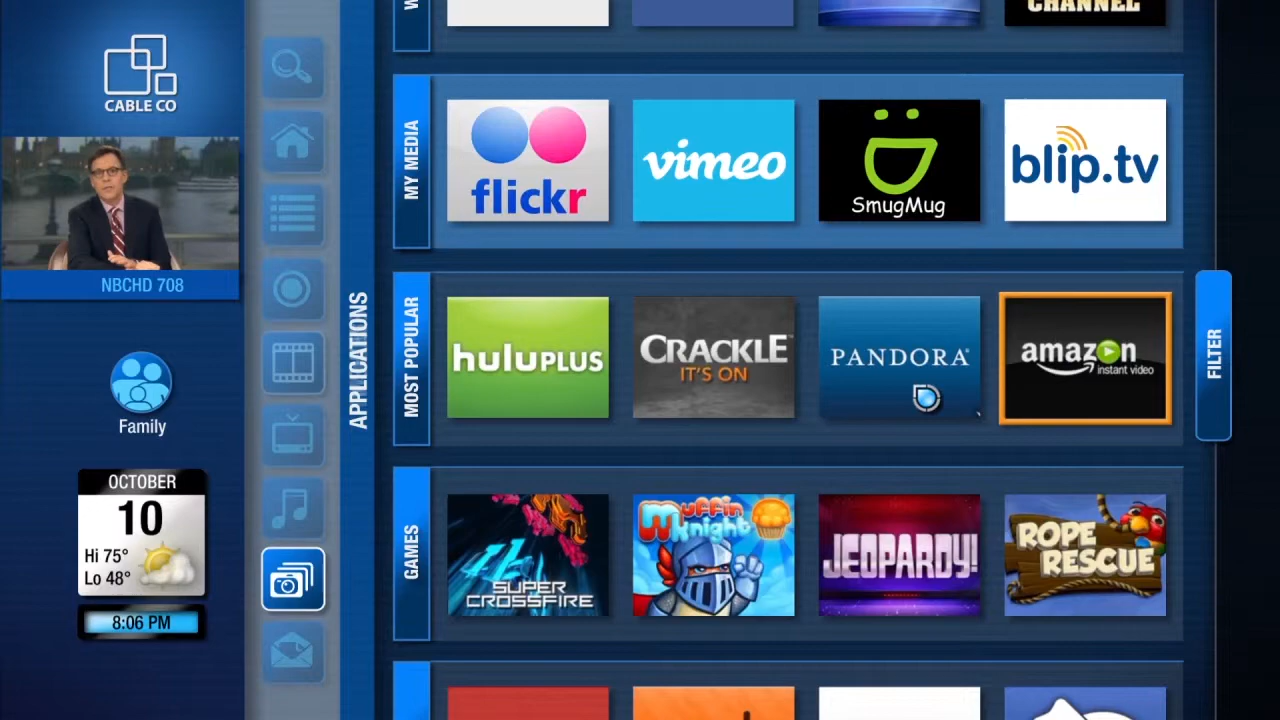 CABLE CO
NBCHD 708
Family
OCTOBER
10
Hi 75°
Lo 48°
8:06 PM
APPLICATIONS
CHANNEL
MY MEDIA
flickr
vimeo
SmugMug
blip.tv
MOST POPULAR
huluPLUS
CRACKLE
IT'S ON
PANDORA®
amazon
instant video
FILTER
GAMES
SUPER
CROSSFIRE
Muffin
Knight
JEOPARDY!
ROPE
RESCUE